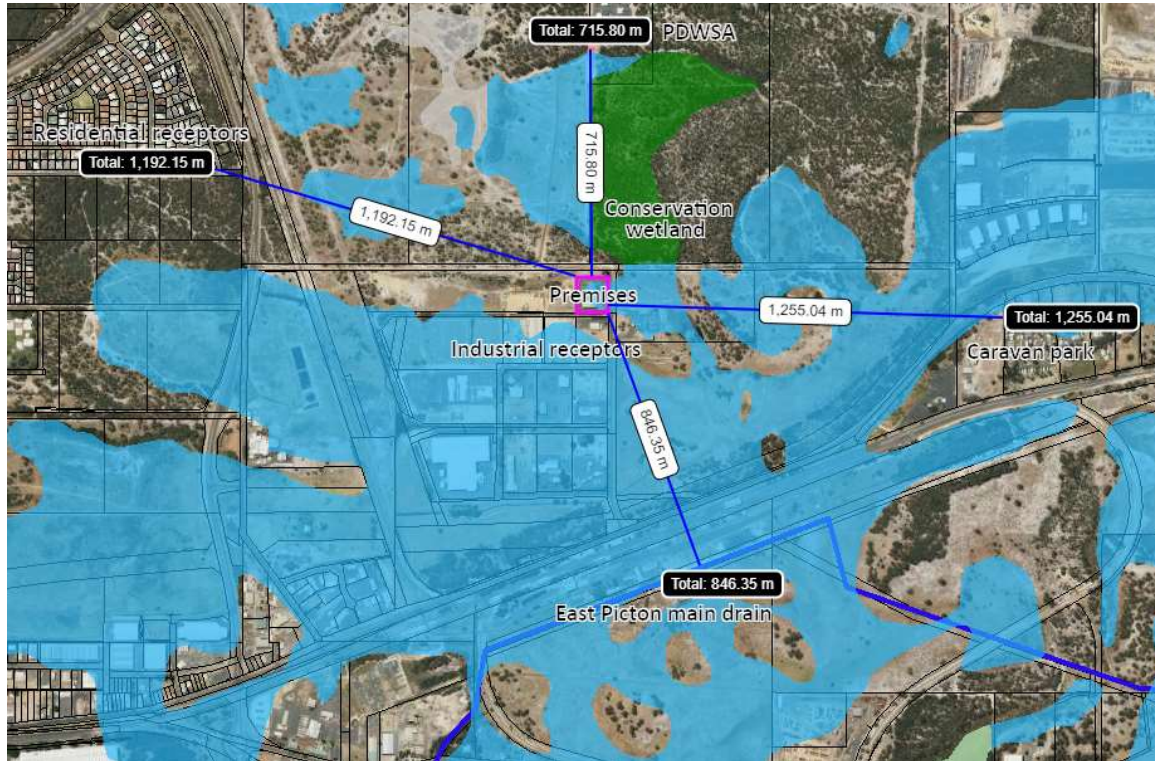 Total: 715.80 m
PDWSA
Residential receptors
Total: 1,192.15 m
715.80 m
1,192.15 m
Conservation
wetland
Premises
1,255.04 m
Total: 1,255.04 m
Industrial receptors
Caravan park
846.35 m
Total: 846.35 m
East Picton main drain